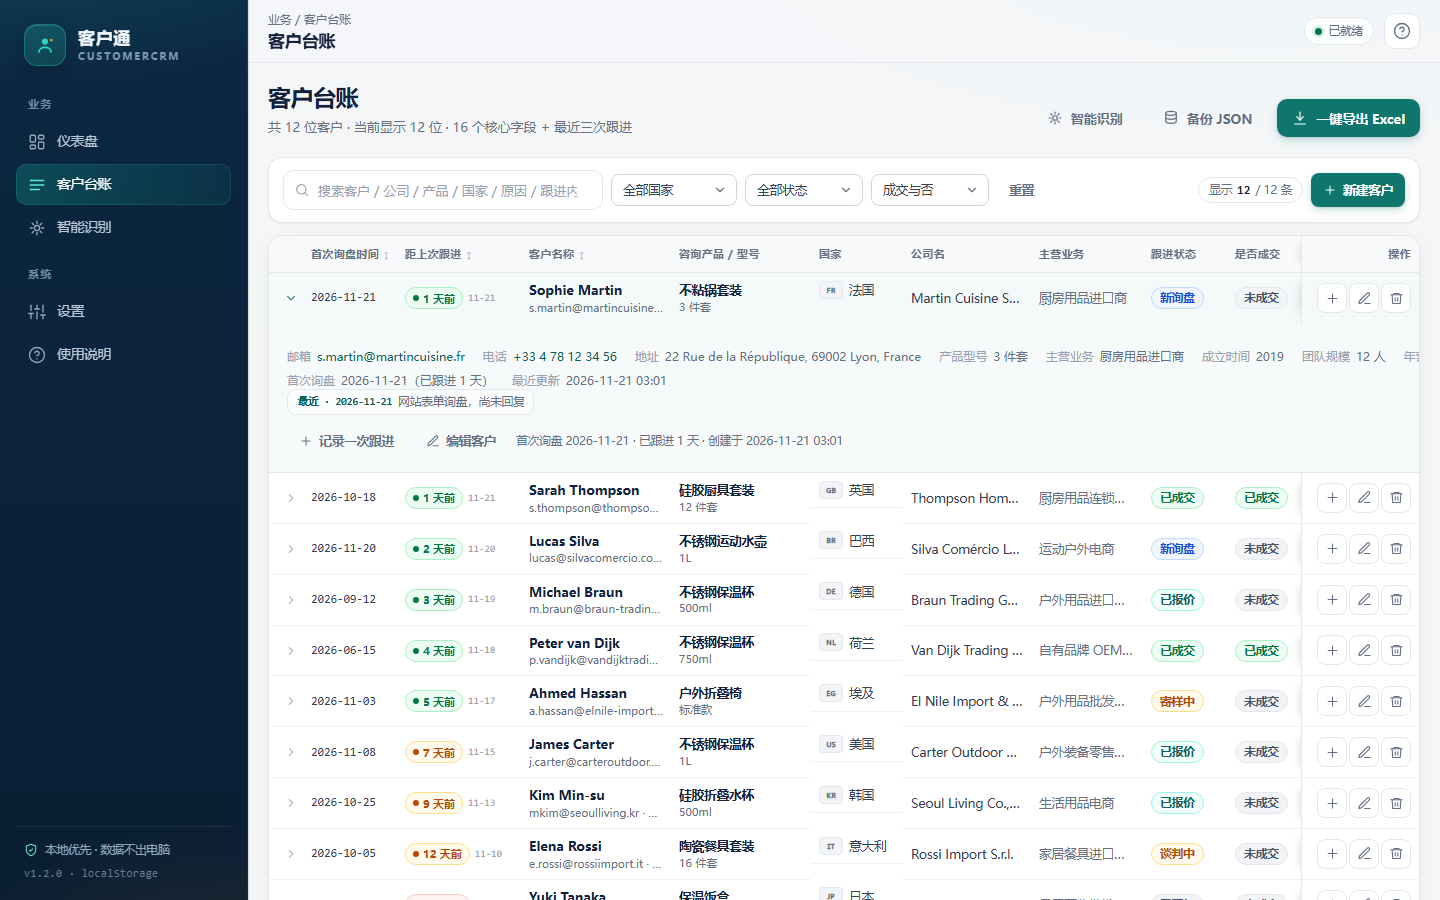 客户通
CUSTOMERCRM
业务
仪表盘
客户台账
智能识别
系统
设置
使用说明
本地优先 · 数据不出电脑
v1.2.0 · localStorage
业务 / 客户台账
客户台账
已就绪
客户台账
共 12 位客户 · 当前显示 12 位 · 16 个核心字段 + 最近三次跟进
智能识别
备份 JSON
一键导出 Excel
搜索客户 / 公司 / 产品 / 国家 / 原因 / 跟进内
全部国家
全部状态
成交与否
重置
显示 12 / 12 条
新建客户
首次询盘时间 ↕ 距上次跟进 ↕ 客户名称 ↕ 咨询产品 / 型号 国家 公司名 主营业务 跟进状态 是否成交 操作
2026-11-21 1 天前 11-21 Sophie Martin 不粘锅套装 FR 法国 Martin Cuisine S... 厨房用品进口商 新询盘 未成交
s.martin@martincuisine... 3 件套
邮箱 s.martin@martincuisine.fr 电话 +33 4 78 12 34 56 地址 22 Rue de la République, 69002 Lyon, France 产品型号 3 件套 主营业务 厨房用品进口商 成立时间 2019 团队规模 12 人
首次询盘 2026-11-21（已跟进 1 天） 最近更新 2026-11-21 03:01
最近 · 2026-11-21 网站表单询盘，尚未回复
记录一次跟进 编辑客户 首次询盘 2026-11-21 · 已跟进 1 天 · 创建于 2026-11-21 03:01
2026-10-18 1 天前 11-21 Sarah Thompson 硅胶厨具套装 GB 英国 Thompson Hom... 厨房用品连锁... 已成交 已成交
s.thompson@thompso... 12 件套
2026-11-20 2 天前 11-20 Lucas Silva 不锈钢运动水壶 BR 巴西 Silva Comércio L... 运动户外电商 新询盘 未成交
lucas@silvacomercio.co... 1L
2026-09-12 3 天前 11-19 Michael Braun 不锈钢保温杯 DE 德国 Braun Trading G... 户外用品进口... 已报价 未成交
m.braun@braun-tradin... 500ml
2026-06-15 4 天前 11-18 Peter van Dijk 不锈钢保温杯 NL 荷兰 Van Dijk Trading ... 自有品牌 OEM... 已成交 已成交
p.vandijk@vandijktradi... 750ml
2026-11-03 5 天前 11-17 Ahmed Hassan 户外折叠椅 EG 埃及 El Nile Import & ... 户外用品批发... 寄样中 未成交
a.hassan@elnile-import... 标准款
2026-11-08 7 天前 11-15 James Carter 不锈钢保温杯 US 美国 Carter Outdoor ... 户外装备零售... 已报价 未成交
j.carter@carteroutdoor.... 1L
2026-10-25 9 天前 11-13 Kim Min-su 硅胶折叠水杯 KR 韩国 Seoul Living Co.,... 生活用品电商 已报价 未成交
mkim@seoulliving.kr · ... 500ml
2026-10-05 12 天前 11-10 Elena Rossi 陶瓷餐具套装 IT 意大利 Rossi Import S.r.l. 家居餐具进口... 谈判中 未成交
e.rossi@rossiimport.it · ... 16 件套
Yuki Tanaka 保温饭盒 JP 日本